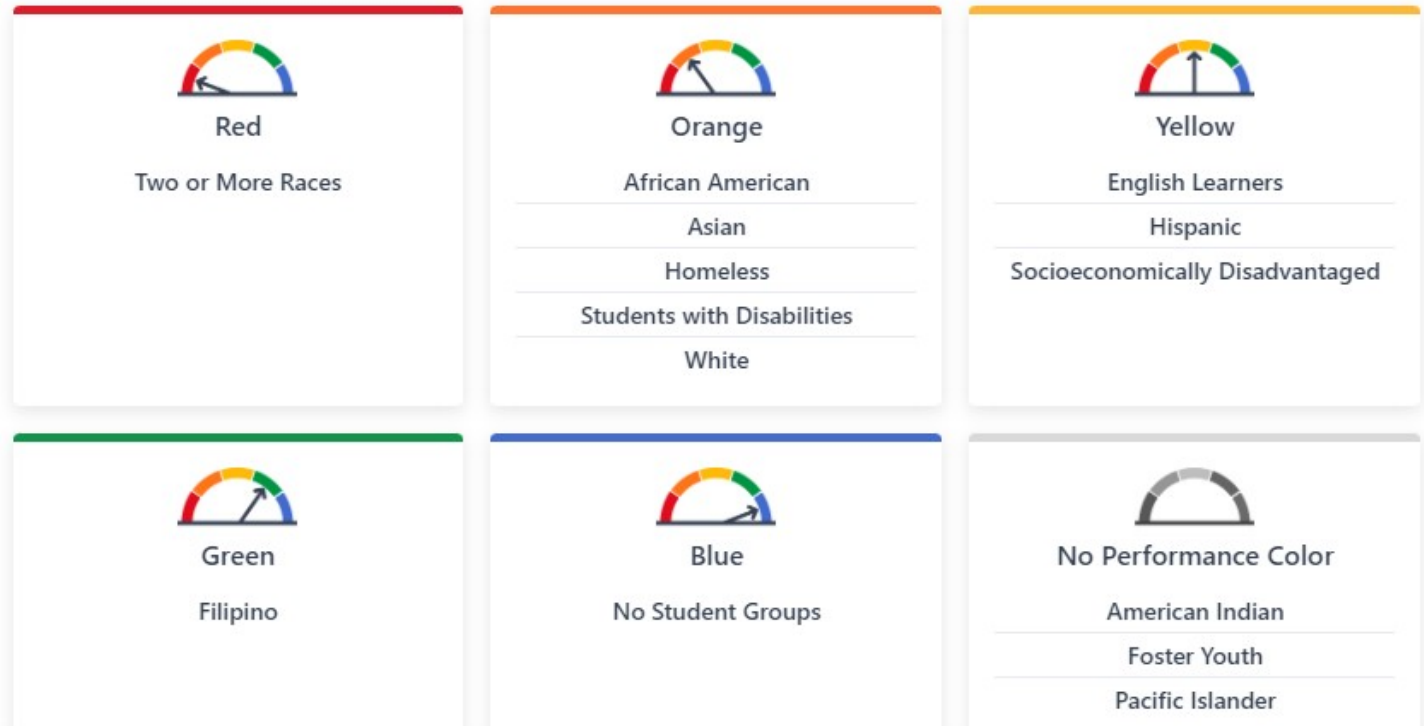 Red
Two or More Races
Orange
African American
Asian
Homeless
Students with Disabilities
White
Yellow
English Learners
Hispanic
Socioeconomically Disadvantaged
Green
Filipino
Blue
No Student Groups
No Performance Color
American Indian
Foster Youth
Pacific Islander